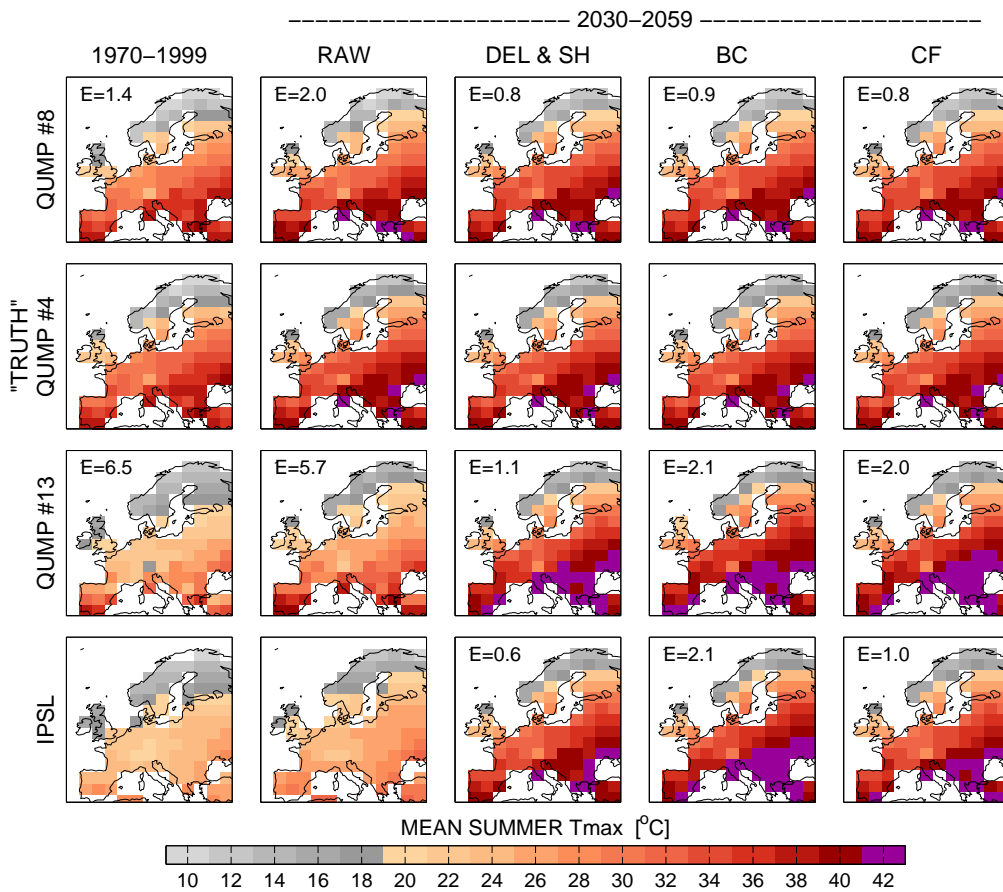 2030–2059
1970–1999 RAW DEL & SH BC CF
QUMP #8
E=1.4 E=2.0 E=0.8 E=0.9 E=0.8
"TRUTH"
QUMP #4
QUMP #13
E=6.5 E=5.7 E=1.1 E=2.1 E=2.0
IPSL
E=0.6 E=2.1 E=1.0
MEAN SUMMER Tmax [°C]
10 12 14 16 18 20 22 24 26 28 30 32 34 36 38 40 42